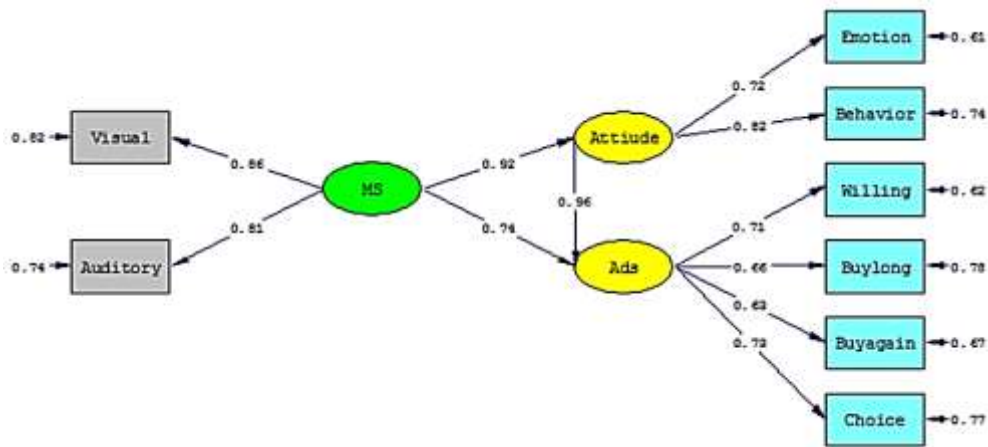 Emotion 0.61
0.72
0.82 Visual
Attiude
Behavior 0.74
0.82
0.86
0.92
MS
0.96
Willing 0.62
0.74 Auditory
0.81
0.74
Ads
0.71
0.66
Buylong 0.78
0.63
0.73
Buyagain 0.67
Choice 0.77